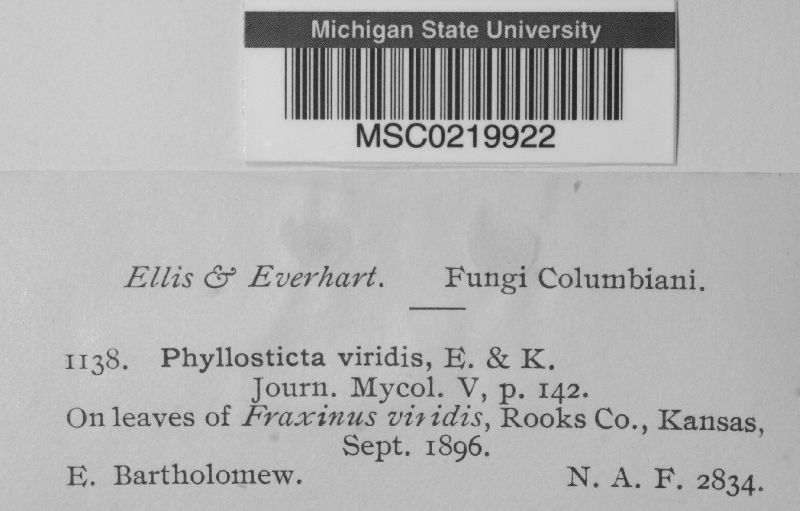 Michigan State University
MSC0219922
Ellis & Everhart. Fungi Columbiani.
1138. Phyllosticta viridis, E. & K.
Journ. Mycol. V, p. 142.
On leaves of Fraxinus viridis, Rooks Co., Kansas,
Sept. 1896.
E. Bartholomew. N. A. F. 2834.